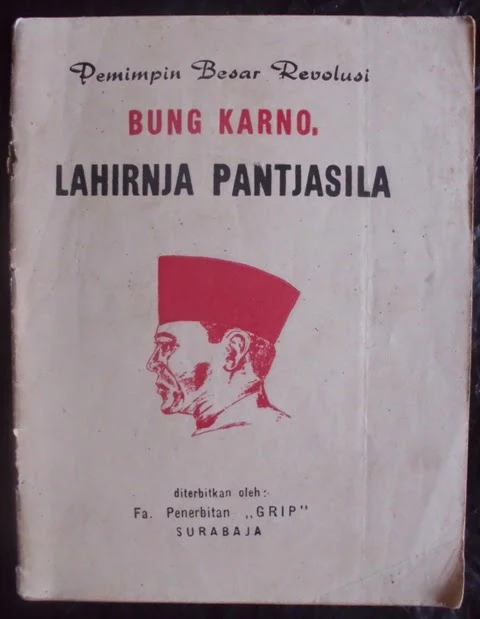 Pemimpin Besar Revolusi
BUNG KARNO.
LAHIRNJA PANTJASILA
diterbitkan oleh:
Fa. Penerbitan „GRIP"
SURABAJA